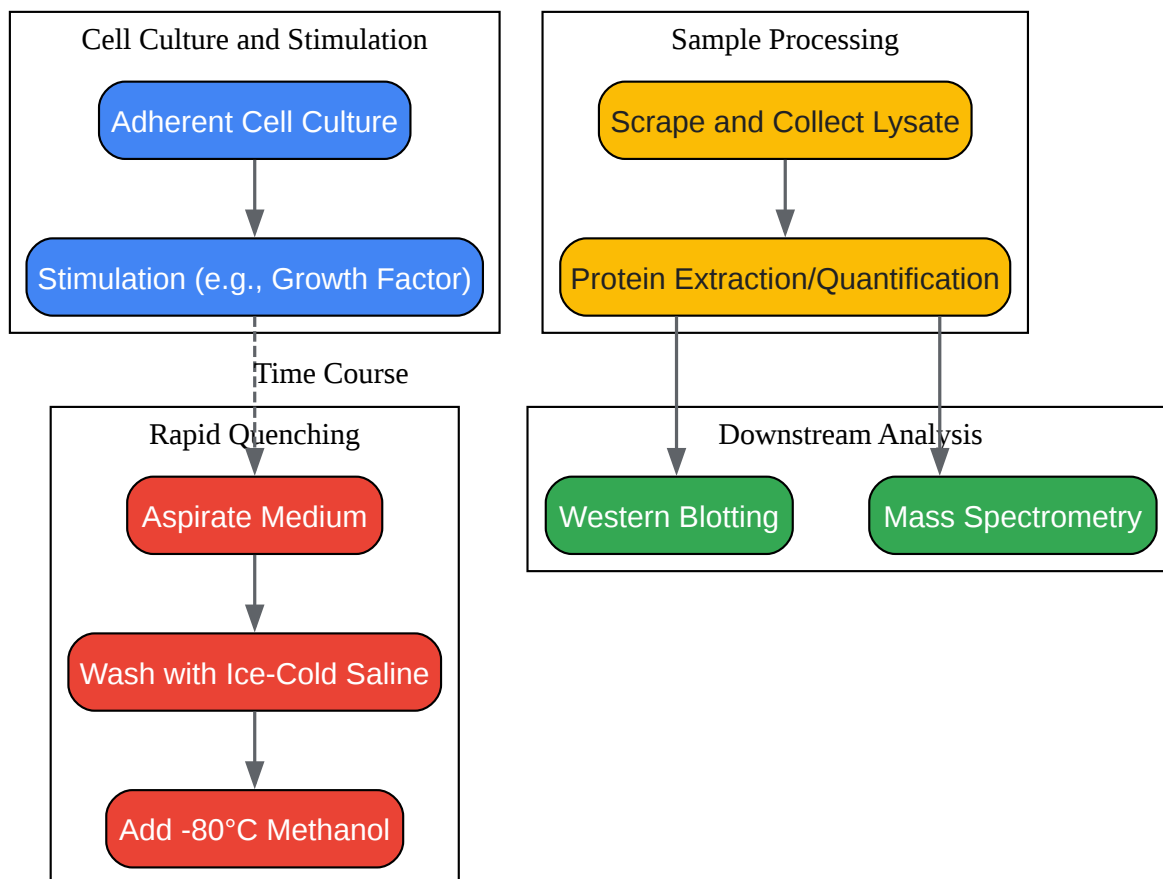 Cell Culture and Stimulation
Adherent Cell Culture
Stimulation (e.g., Growth Factor)
Time Course
Rapid Quenching
Aspirate Medium
Wash with Ice-Cold Saline
Add -80°C Methanol
Sample Processing
Scrape and Collect Lysate
Protein Extraction/Quantification
Downstream Analysis
Western Blotting
Mass Spectrometry